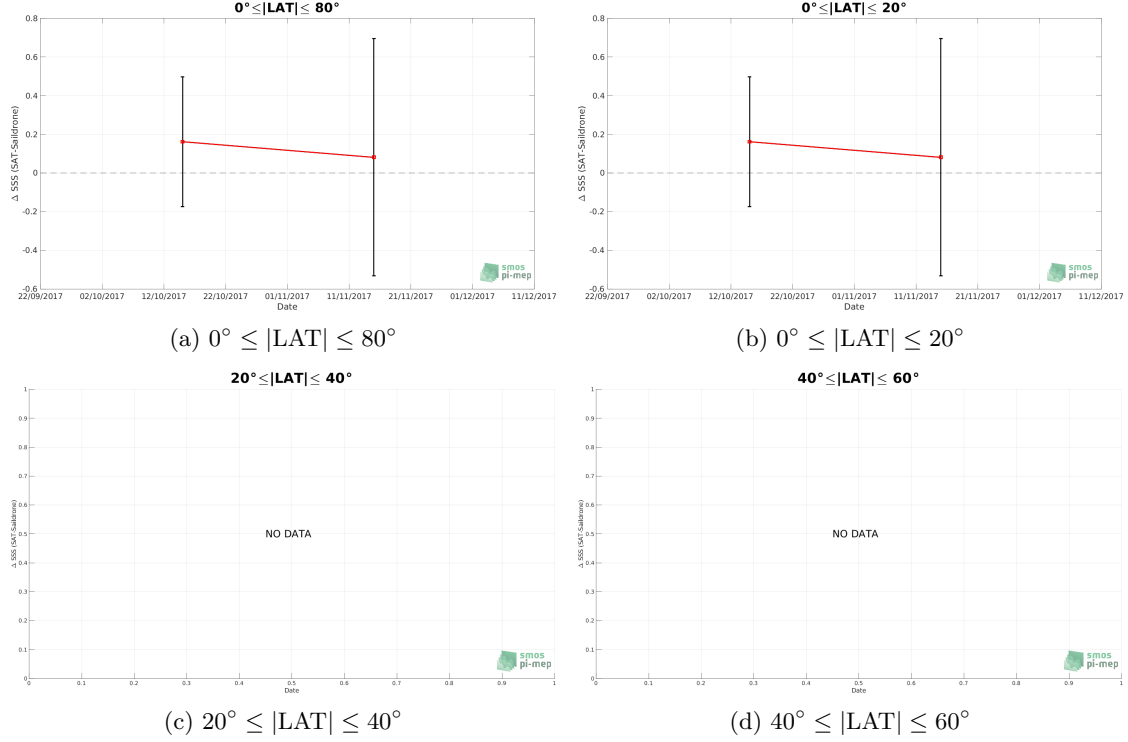 0°≤|LAT|≤ 80°
0.8
0.6
0.4
0.2
0
-0.2
-0.4
-0.6
Δ SSS (SAT-Saildrone)
22/09/2017 02/10/2017 12/10/2017 22/10/2017 01/11/2017 11/11/2017 21/11/2017 01/12/2017 11/12/2017
Date
smos
pi-mep
(a) 0° ≤ |LAT| ≤ 80°
0°≤|LAT|≤ 20°
0.8
0.6
0.4
0.2
0
-0.2
-0.4
-0.6
Δ SSS (SAT-Saildrone)
22/09/2017 02/10/2017 12/10/2017 22/10/2017 01/11/2017 11/11/2017 21/11/2017 01/12/2017 11/12/2017
Date
smos
pi-mep
(b) 0° ≤ |LAT| ≤ 20°
20°≤|LAT|≤ 40°
1
0.9
0.8
0.7
0.6
0.5
0.4
0.3
0.2
0.1
0
Δ SSS (SAT-Saildrone)
NO DATA
0 0.1 0.2 0.3 0.4 0.5 0.6 0.7 0.8 0.9 1
Date
smos
pi-mep
(c) 20° ≤ |LAT| ≤ 40°
40°≤|LAT|≤ 60°
1
0.9
0.8
0.7
0.6
0.5
0.4
0.3
0.2
0.1
0
Δ SSS (SAT-Saildrone)
NO DATA
0 0.1 0.2 0.3 0.4 0.5 0.6 0.7 0.8 0.9 1
Date
smos
pi-mep
(d) 40° ≤ |LAT| ≤ 60°